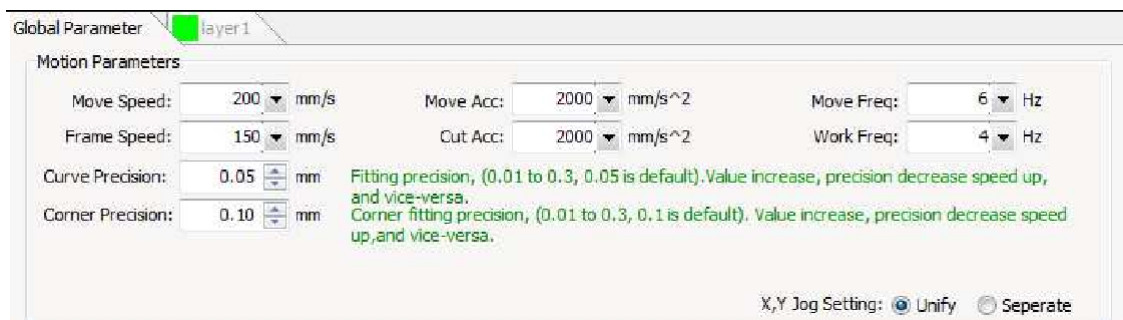 Global Parameter layer1
Motion Parameters
Move Speed: 200 mm/s Move Acc: 2000 mm/s^2 Move Freq: 6 Hz
Frame Speed: 150 mm/s Cut Acc: 2000 mm/s^2 Work Freq: 4 Hz
Curve Precision: 0.05 mm Fitting precision, (0.01 to 0.3, 0.05 is default).Value increase, precision decrease speed up,
and vice-versa.
Corner Precision: 0.10 mm Corner fitting precision, (0.01 to 0.3, 0.1 is default). Value increase, precision decrease speed
up,and vice-versa.
X,Y Jog Setting: Unify Seperate